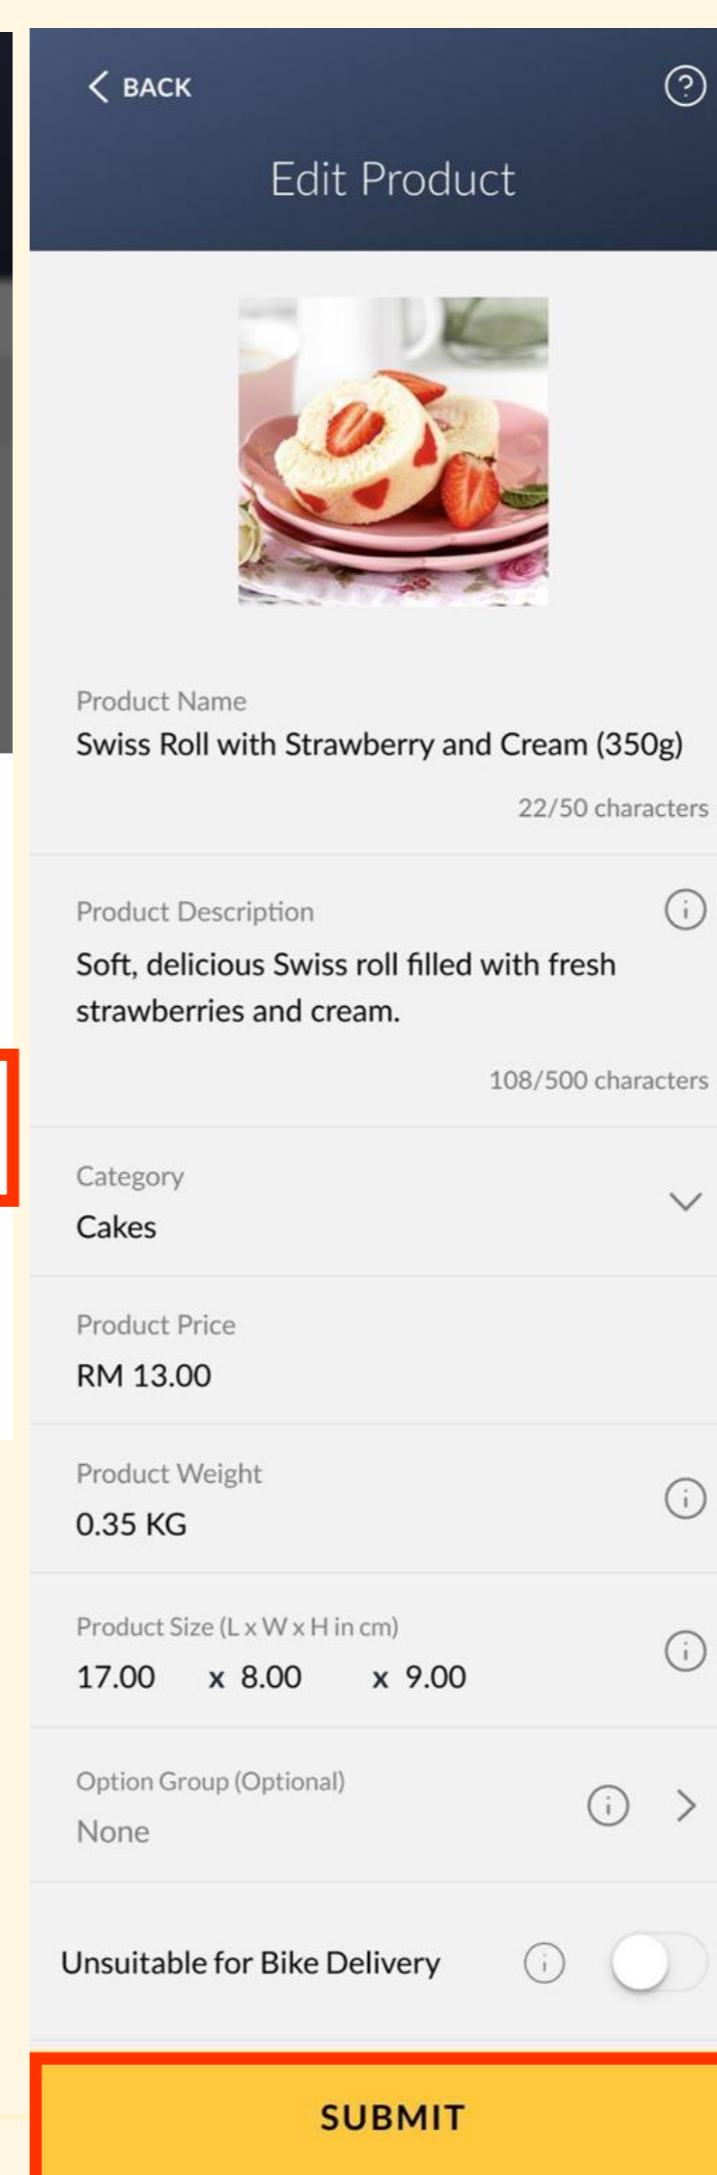 BACK
Edit Product
Product Name
Swiss Roll with Strawberry and Cream (350g)
22/50 characters
Product Description
Soft, delicious Swiss roll filled with fresh
strawberries and cream.
108/500 characters
Category
Cakes
Product Price
RM 13.00
Product Weight
0.35 KG
Product Size (L x W x H in cm)
17.00 x 8.00 x 9.00
Option Group (Optional)
None
Unsuitable for Bike Delivery
SUBMIT